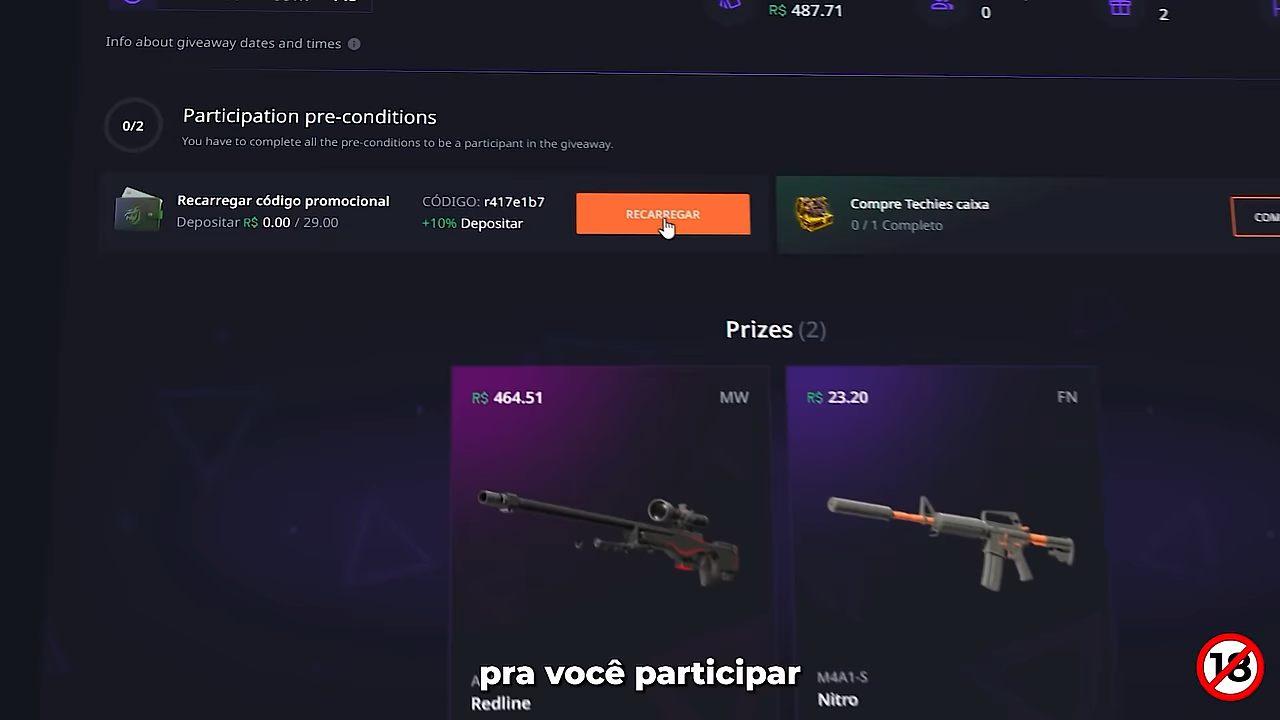 R$ 487.71
0
2
Info about giveaway dates and times
0/2
Participation pre-conditions
You have to complete all the pre-conditions to be a participant in the giveaway.
Recarregar código promocional
Depositar R$ 0.00 / 29.00
CÓDIGO: r417e1b7
+10% Depositar
RECARREGAR
Compre Techies caixa
0 / 1 Completo
Prizes (2)
R$ 464.51
MW
R$ 23.20
FN
pra você participar
Redline
M4A1-S
Nitro
18